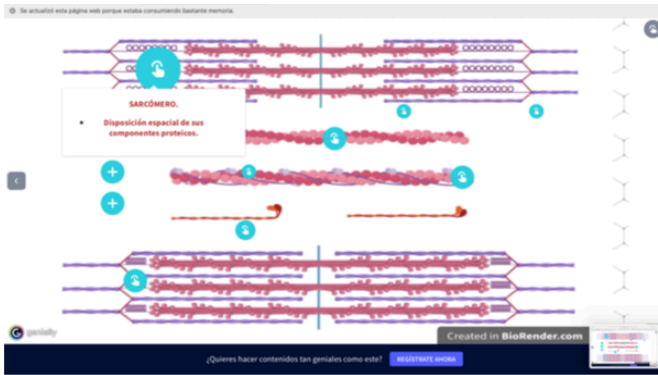 Se actualizó esta página web porque estaba consumiendo bastante memoria.
SARCÓMERO.
Disposición espacial de sus
componentes proteicos.
genially
Created in BioRender.com
¿Quieres hacer contenidos tan geniales como este? REGÍSTRATE AHORA